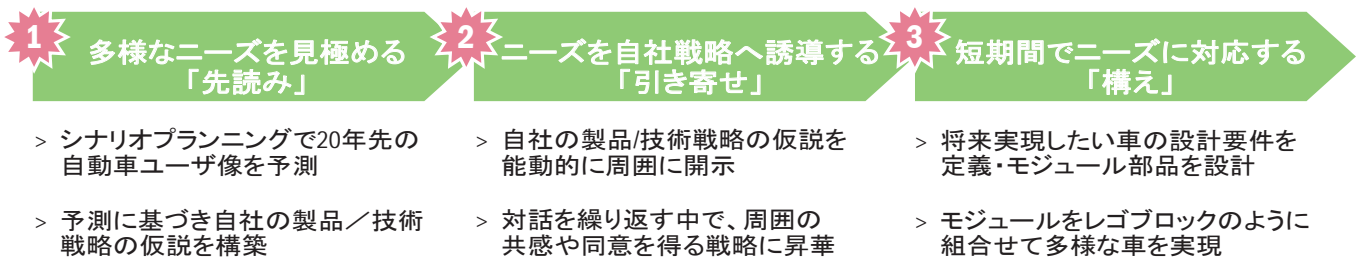 1
多様なニーズを見極める
「先読み」
> シナリオプランニングで20年先の
自動車ユーザ像を予測
> 予測に基づき自社の製品／技術
戦略の仮説を構築
2
ニーズを自社戦略へ誘導する
「引き寄せ」
> 自社の製品/技術戦略の仮説を
能動的に周囲に開示
> 対話を繰り返す中で、周囲の
共感や同意を得る戦略に昇華
3
短期間でニーズに対応する
「構え」
> 将来実現したい車の設計要件を
定義・モジュール部品を設計
> モジュールをレゴブロックのように
組合せて多様な車を実現